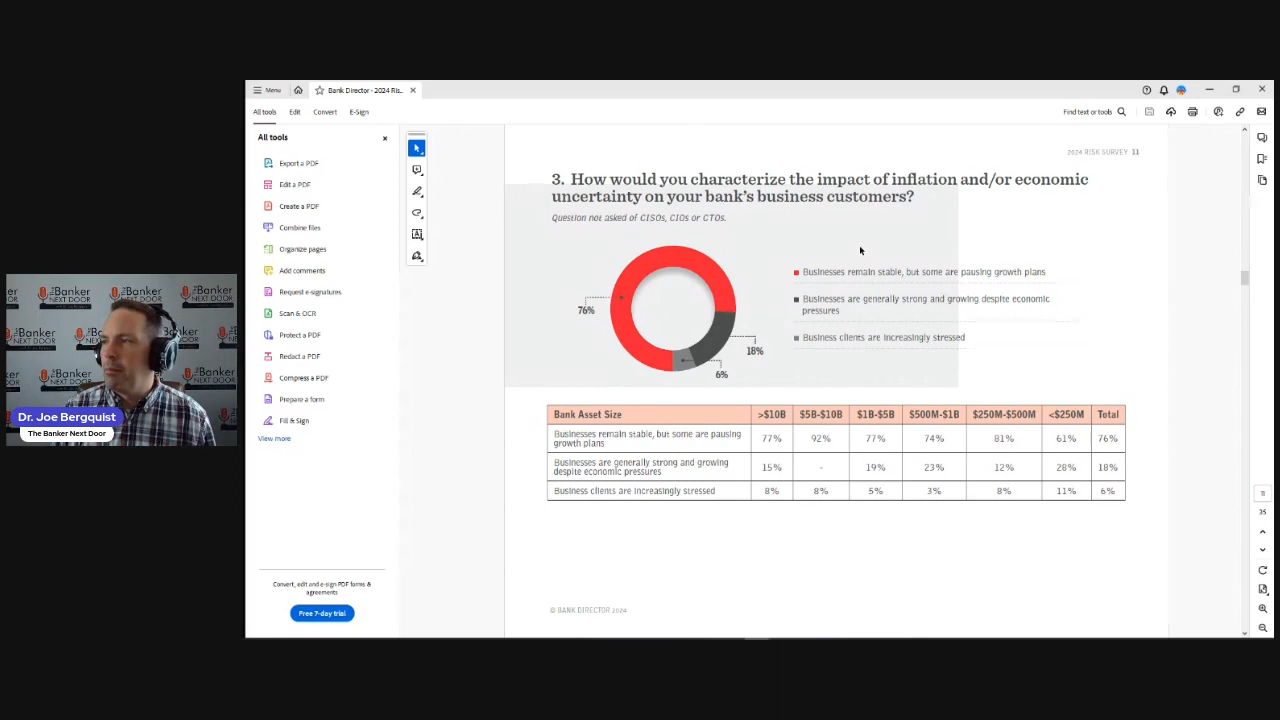 Menu
Bank Director - 2024 Ris...
All tools
Edit
Convert
E-Sign
Find text or tools
All tools
Export a PDF
Edit a PDF
Create a PDF
Combine files
Organize pages
Add comments
Request e-signatures
Scan & OCR
Protect a PDF
Redact a PDF
Compress a PDF
Prepare a form
Fill & Sign
View more
Convert, edit and e-sign PDF forms &
agreements
Free 7-day trial
2024 RISK SURVEY 11
3. How would you characterize the impact of inflation and/or economic
uncertainty on your bank's business customers?
Question not asked of CISOs, CIOs or CTOs.
76%
18%
6%
Businesses remain stable, but some are pausing growth plans
Businesses are generally strong and growing despite economic
pressures
Business clients are increasingly stressed
Bank Asset Size >$10B $5B-$10B $1B-$5B $500M-$1B $250M-$500M <$250M Total
Businesses remain stable, but some are pausing
growth plans 77% 92% 77% 74% 81% 61% 76%
Businesses are generally strong and growing
despite economic pressures 15% - 19% 23% 12% 28% 18%
Business clients are increasingly stressed 8% 8% 5% 3% 8% 11% 6%
© BANK DIRECTOR 2024
11
35
The Banker
NEXT DOOR
Dr. Joe Bergquist
The Banker Next Door